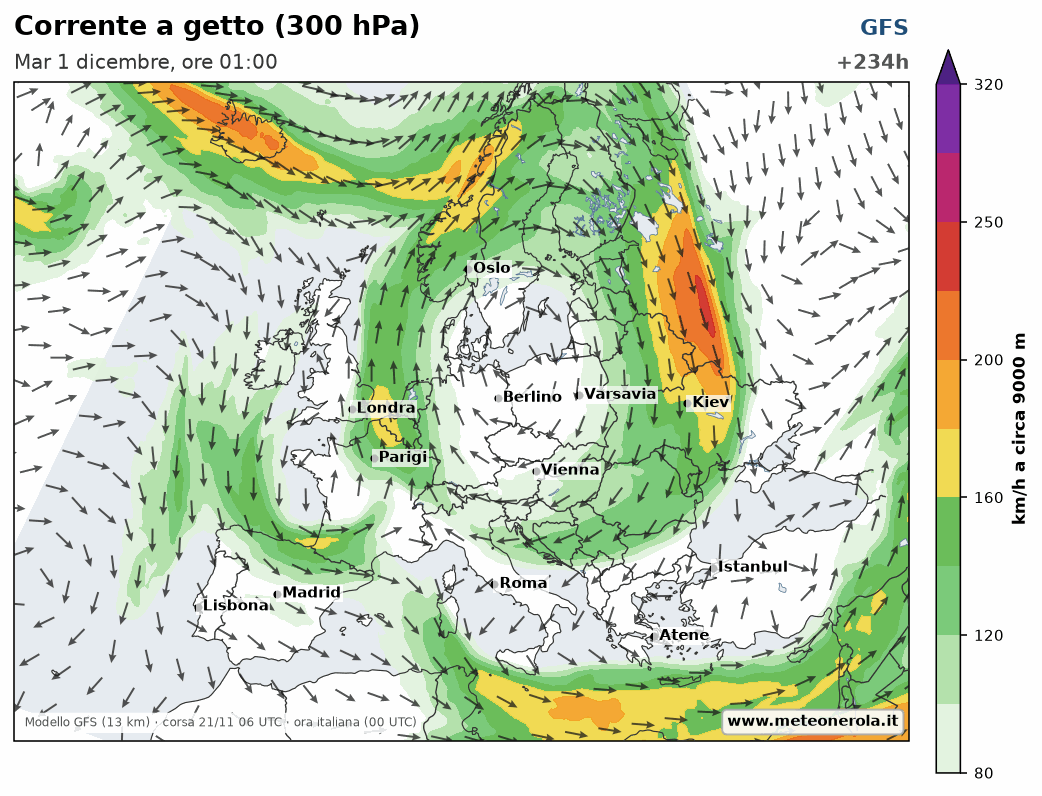 Corrente a getto (300 hPa)
GFS
Mar 1 dicembre, ore 01:00
+234h
320
250
200
160
120
80
km/h a circa 9000 m
Oslo
Berlino
Varsavia
Kiev
Londra
Parigi
Vienna
Istanbul
Roma
Madrid
Lisbona
Atene
Modello GFS (13 km) · corsa 21/11 06 UTC · ora italiana (00 UTC)
www.meteonerola.it